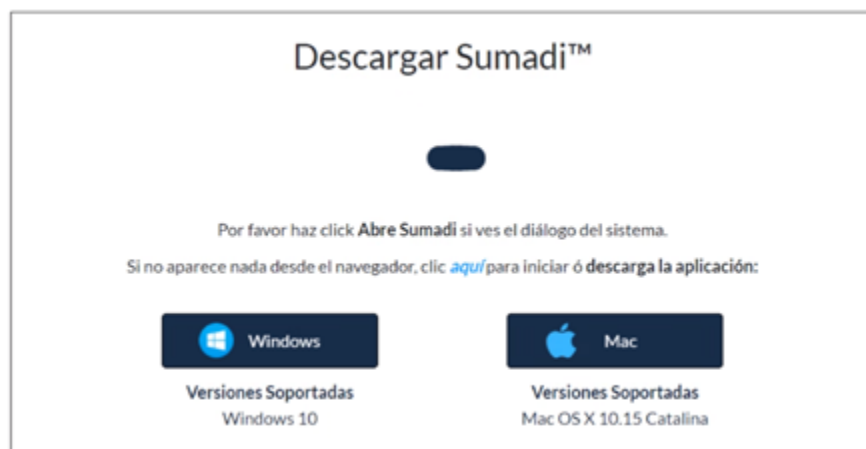 Descargar Sumadi™
Por favor haz click Abre Sumadi si ves el diálogo del sistema.
Si no aparece nada desde el navegador, clic aquí para iniciar ó descarga la aplicación:
Windows
Mac
Versiones Soportadas
Versiones Soportadas
Windows 10
Mac OS X 10.15 Catalina